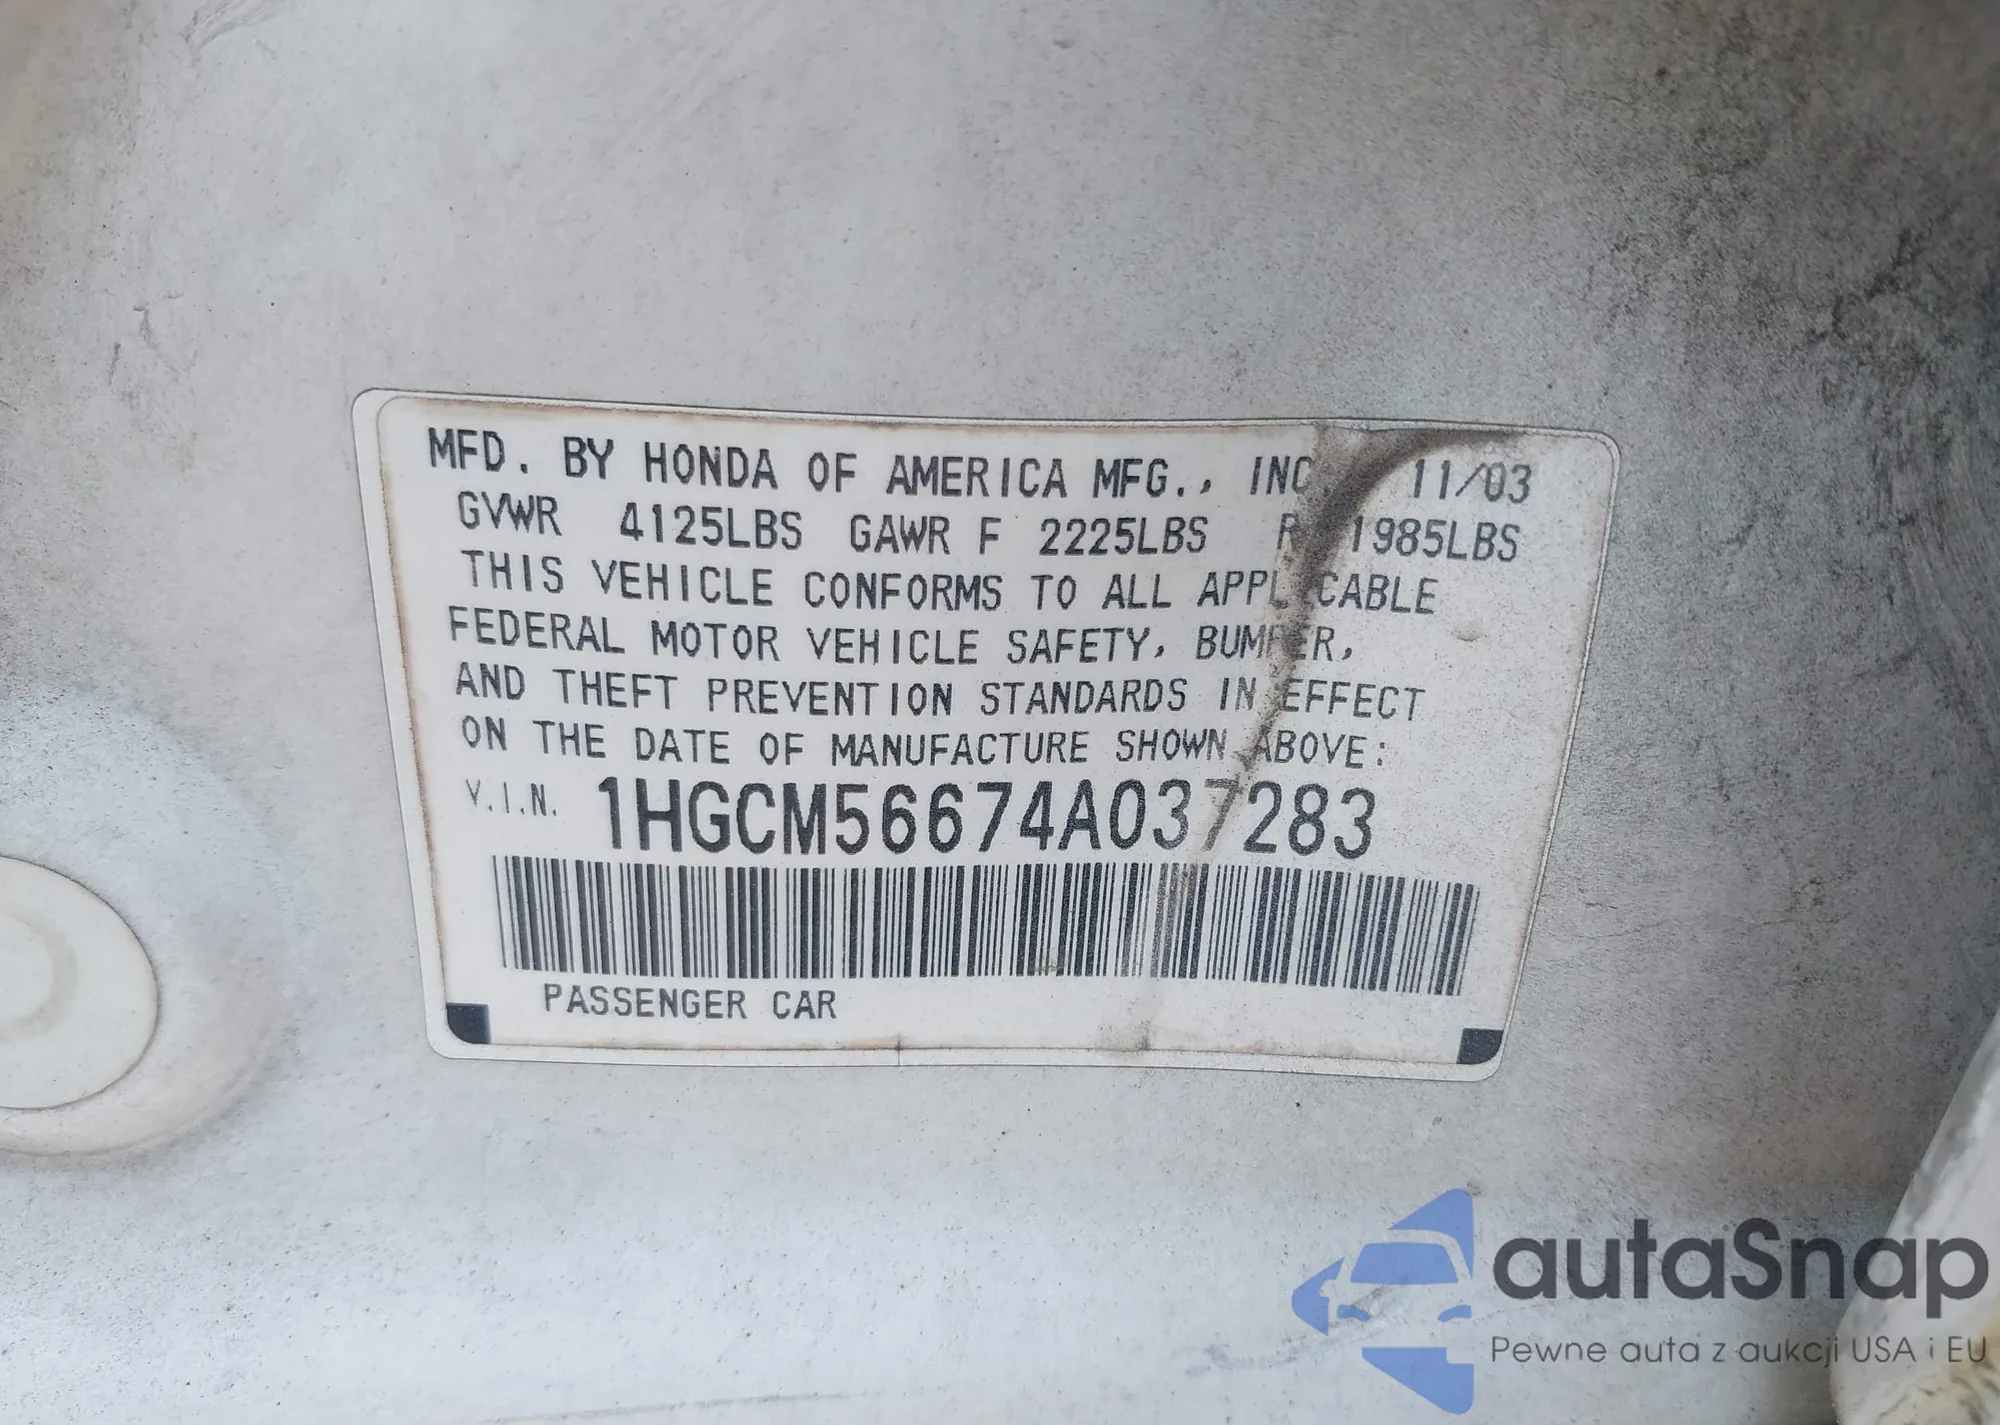 MFD. BY HONDA OF AMERICA MFG., INC. 11/03
GVWR 4125LBS GAWR F 2225LBS R 1985LBS
THIS VEHICLE CONFORMS TO ALL APPLICABLE
FEDERAL MOTOR VEHICLE SAFETY, BUMPER,
AND THEFT PREVENTION STANDARDS IN EFFECT
ON THE DATE OF MANUFACTURE SHOWN ABOVE:
V.I.N. 1HGCM56674A037283
PASSENGER CAR
autaSnap
Pewne auta z aukcji USA i EU